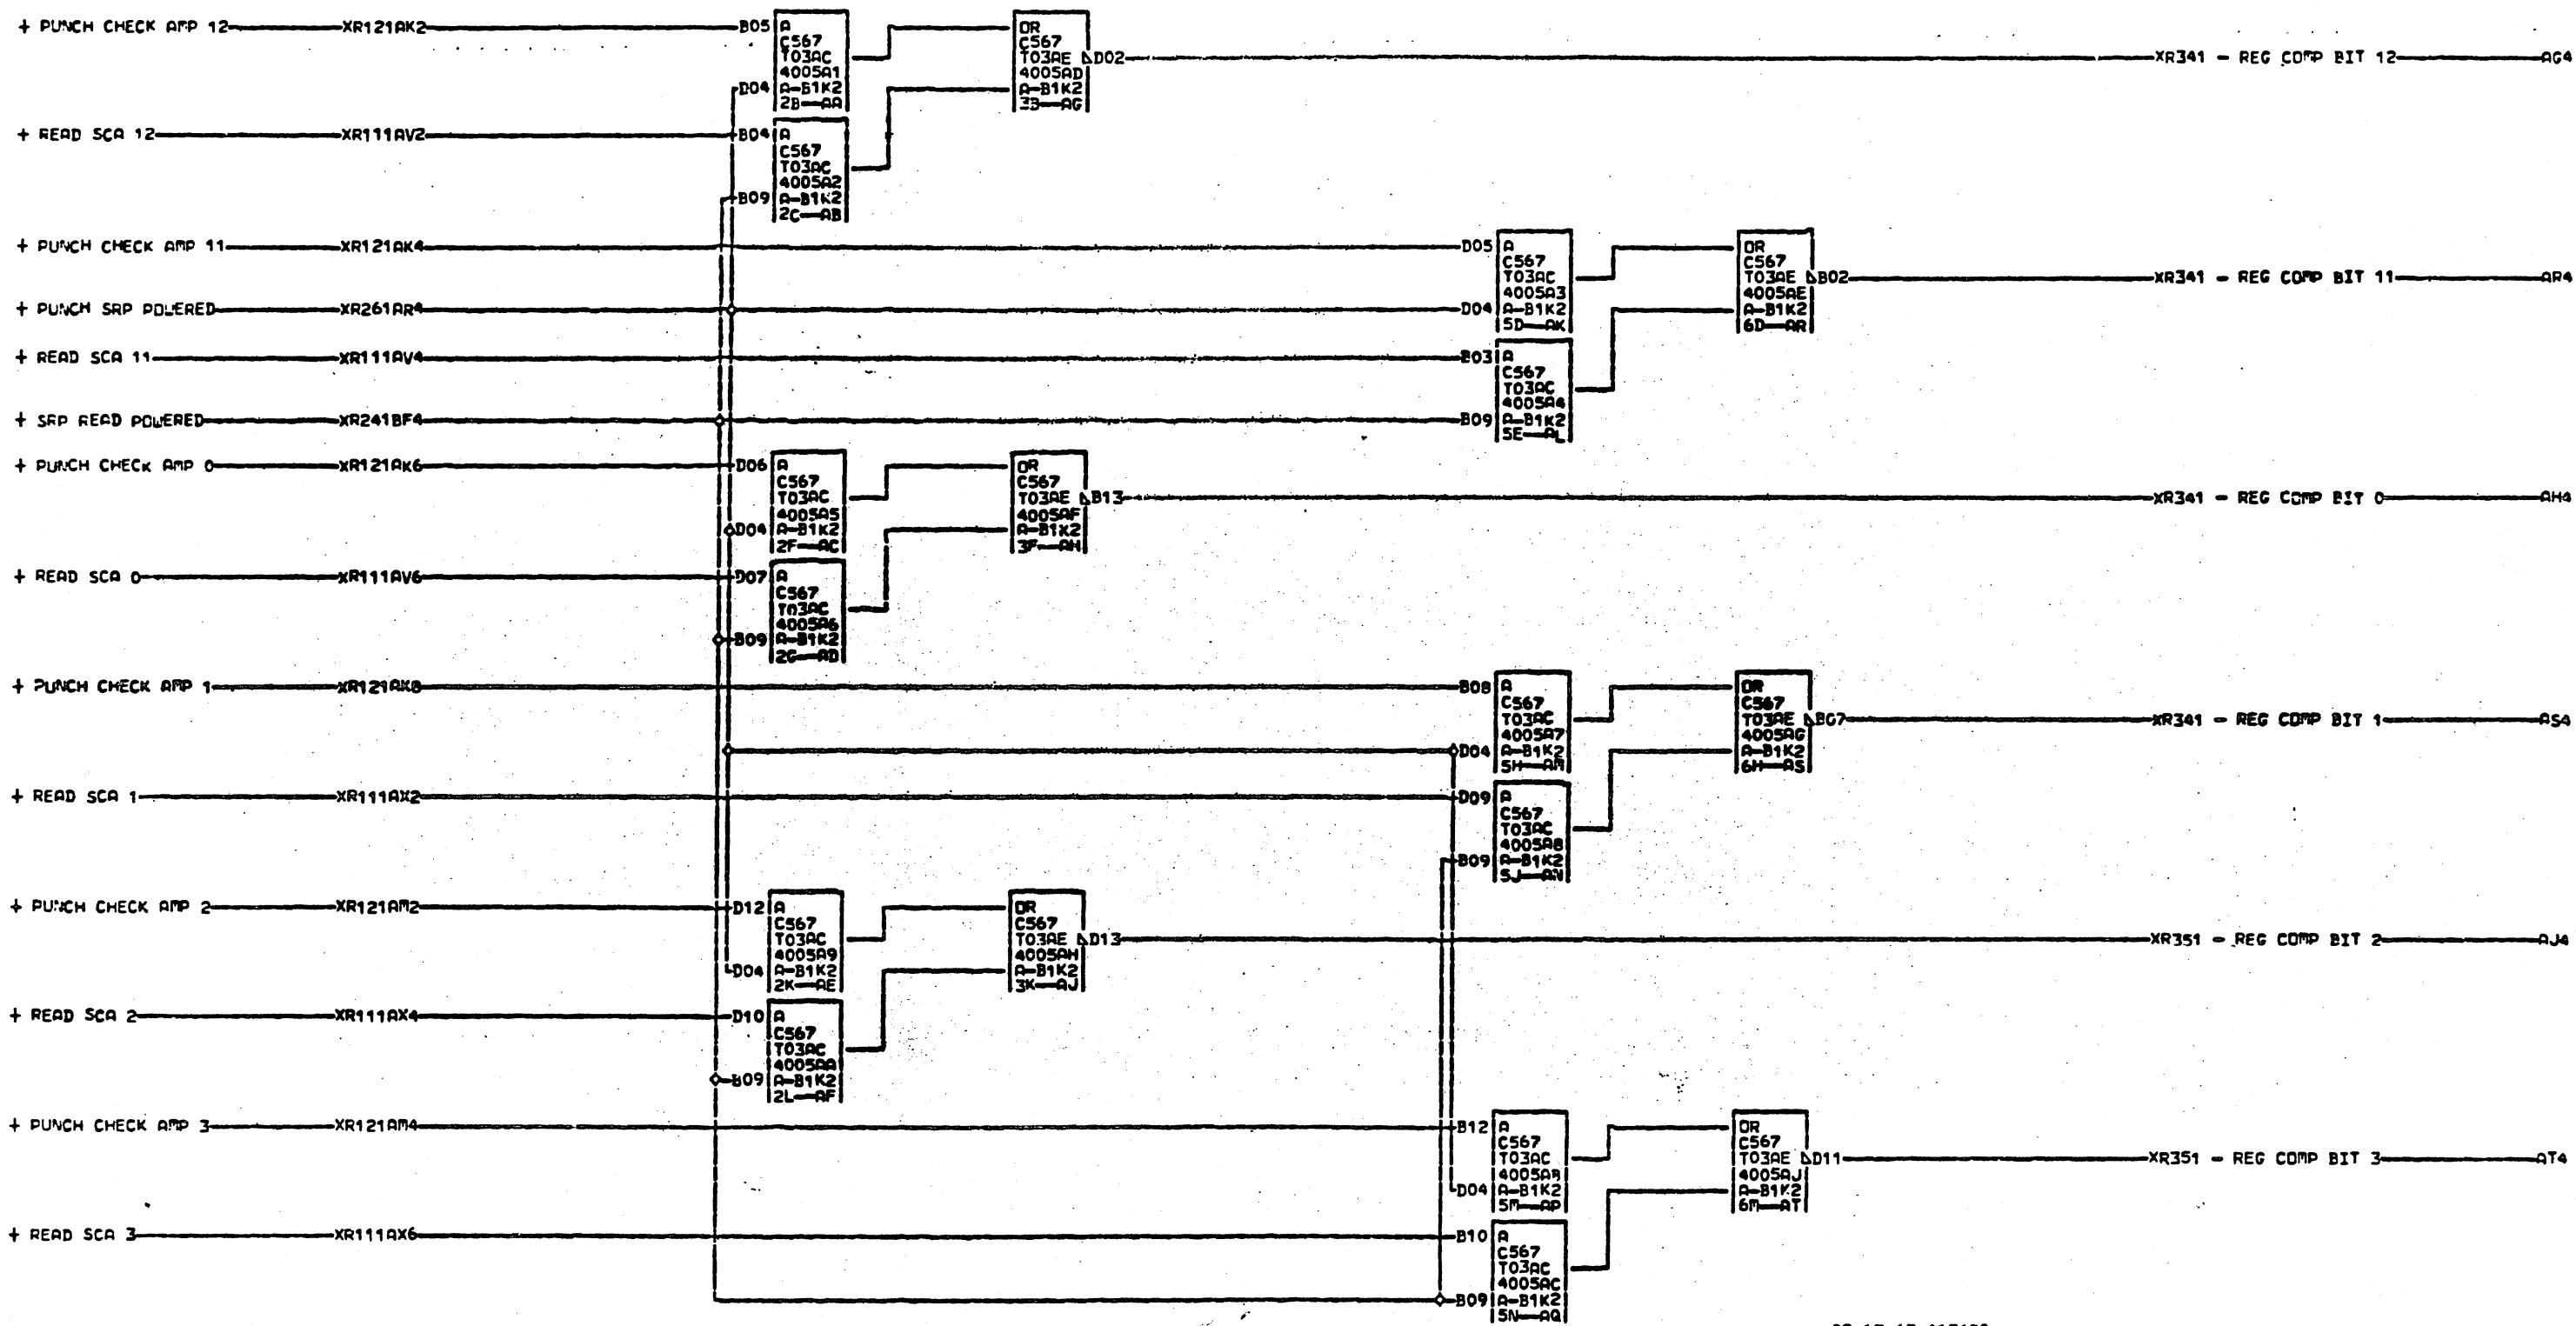 + PUNCH CHECK AMP 12 XR121AK2 B05 A OR
C567 C567
T03AC T03AE D02 XR341 - REG COMP BIT 12 AG4
4005A1 4005AD
D04 A-B1K2 A-B1K2
2B AA 3B AG
+ READ SCA 12 XR111AV2 B04 A
C567
T03AC
4005A2
B09 A-B1K2
2C AB
+ PUNCH CHECK AMP 11 XR121AK4 D05 A OR
C567 C567
T03AC T03AE B02 XR341 - REG COMP BIT 11 AR4
4005A3 4005AE
+ PUNCH SRP POWERED XR261AR4 D04 A-B1K2 A-B1K2
5D AK 6D AR
+ READ SCA 11 XR111AV4 B03 A
C567
T03AC
4005A4
+ SRP READ POWERED XR241BF4 B09 A-B1K2
5E AL
+ PUNCH CHECK AMP 0 XR121AK6 D06 A OR
C567 C567
T03AC T03AE B13 XR341 - REG COMP BIT 0 AH4
4005A5 4005AF
D04 A-B1K2 A-B1K2
2F AC 3F AH
+ READ SCA 0 XR111AV6 D07 A
C567
T03AC
4005A6
B09 A-B1K2
2G AD
+ PUNCH CHECK AMP 1 XR121AK8 B08 A OR
C567 C567
T03AC T03AE BG7 XR341 - REG COMP BIT 1 AS4
4005A7 4005AG
D04 A-B1K2 A-B1K2
5H AM 6H AS
+ READ SCA 1 XR111AX2 D09 A
C567
T03AC
4005A8
B09 A-B1K2
5J AN
+ PUNCH CHECK AMP 2 XR121AM2 D12 A OR
C567 C567
T03AC T03AE D13 XR351 - REG COMP BIT 2 AJ4
4005A9 4005AH
D04 A-B1K2 A-B1K2
2K AE 3K AJ
+ READ SCA 2 XR111AX4 D10 A
C567
T03AC
4005AA
B09 A-B1K2
2L AF
+ PUNCH CHECK AMP 3 XR121AM4 B12 A OR
C567 C567
T03AC T03AE D11 XR351 - REG COMP BIT 3 AT4
4005AB 4005AJ
D04 A-B1K2 A-B1K2
5M AP 6M AT
+ READ SCA 3 XR111AX6 B10 A
C567
T03AC
4005AC
B09 A-B1K2
5N AQ